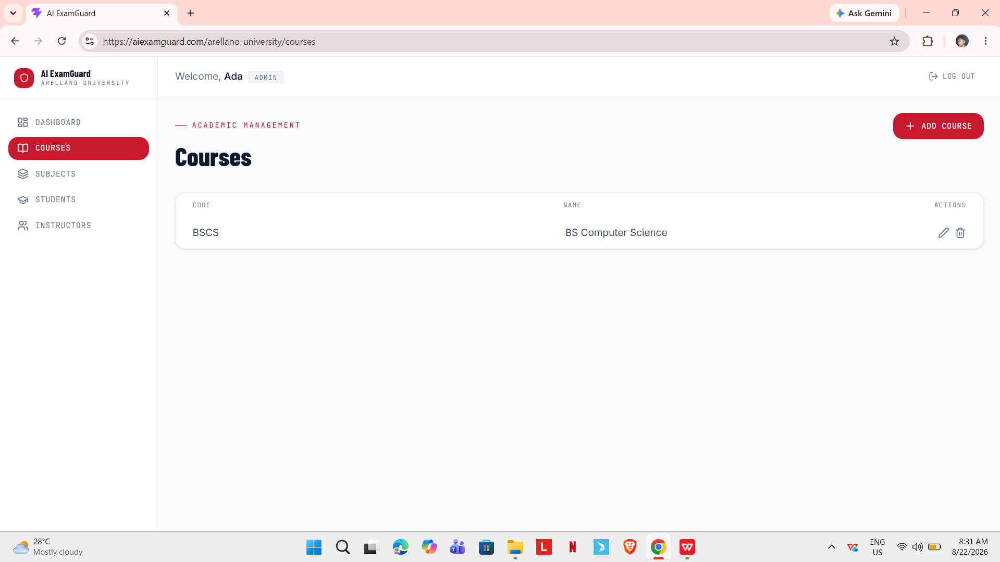 AI ExamGuard
Ask Gemini
https://aiexamguard.com/arellano-university/courses
AI ExamGuard
ARELLANO UNIVERSITY
Welcome, Ada
ADMIN
LOG OUT
DASHBOARD
COURSES
SUBJECTS
STUDENTS
INSTRUCTORS
ACADEMIC MANAGEMENT
ADD COURSE
Courses
CODE NAME ACTIONS
BSCS BS Computer Science
28°C
Mostly cloudy
L
N
W
ENG
US
8:31 AM
8/22/2026